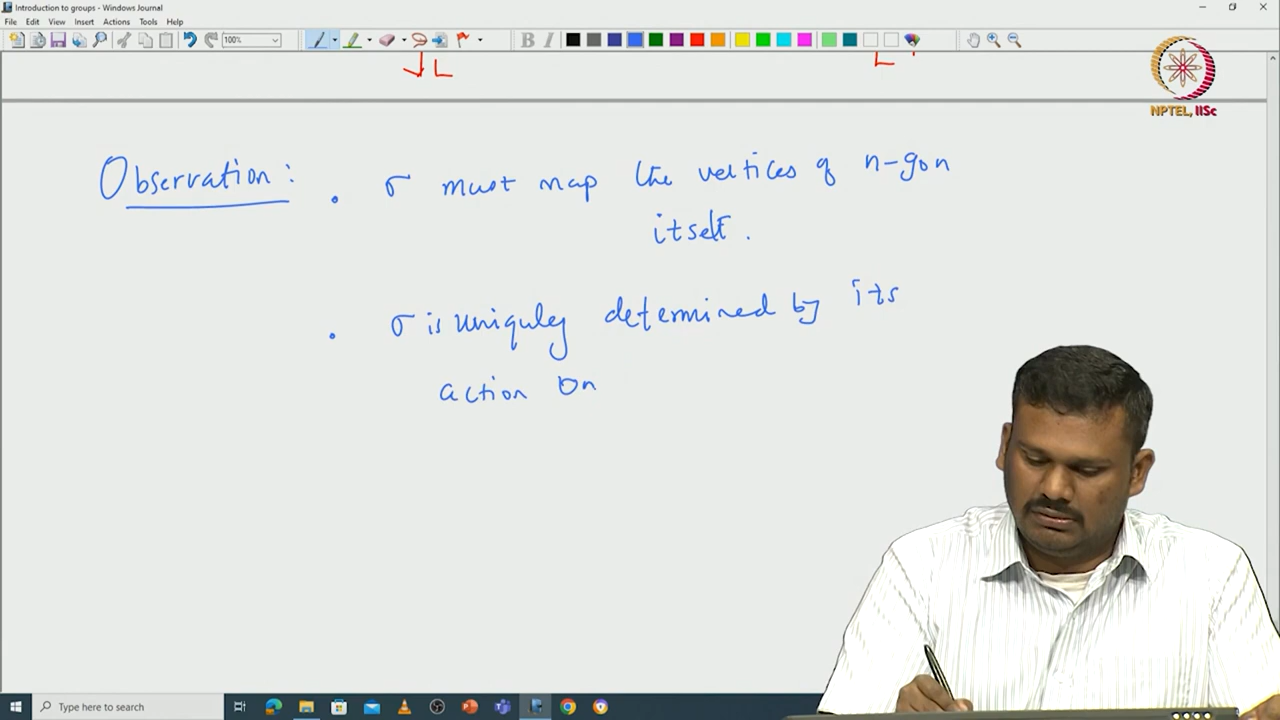 Introduction to groups - Windows Journal
File Edit View Insert Actions Tools Help
100% B I
L L
NPTEL, IISc
Observation: . σ must map the vertices of n-gon
itself.
. σ is uniquley determined by its
action on
Type here to search